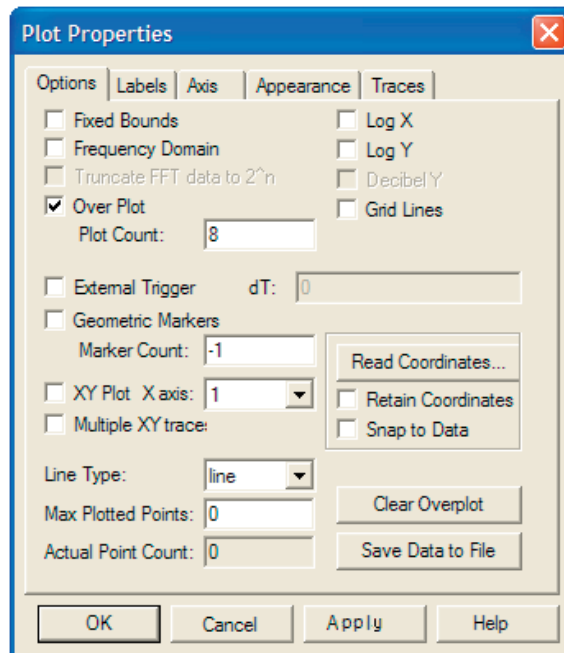 Plot Properties
Options Labels Axis Appearance Traces
Fixed Bounds
Log X
Frequency Domain
Log Y
Truncate FFT data to 2^n
Decibel Y
Over Plot
Grid Lines
Plot Count: 8
External Trigger dT: 0
Geometric Markers
Marker Count: -1
Read Coordinates...
XY Plot X axis: 1
Retain Coordinates
Multiple XY traces
Snap to Data
Line Type: line
Clear Overplot
Max Plotted Points: 0
Actual Point Count: 0
Save Data to File
OK Cancel Apply Help